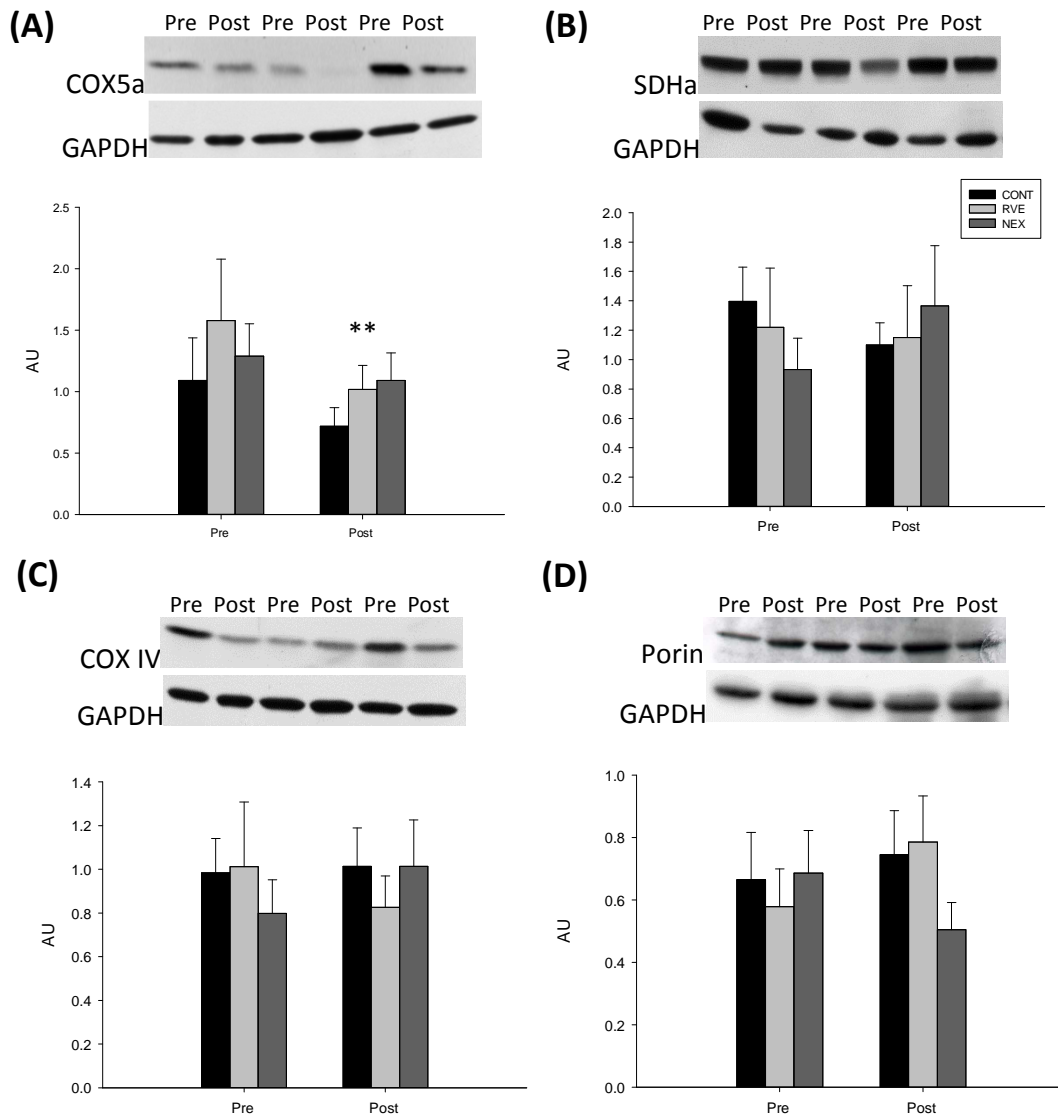 (A)
Pre Post Pre Post Pre Post
COX5a
GAPDH
2.5
2.0
1.5
1.0
0.5
0.0
AU
**
Pre Post
(B)
Pre Post Pre Post Pre Post
SDHa
GAPDH
CONT
RVE
NEX
2.0
1.8
1.6
1.4
1.2
1.0
0.8
0.6
0.4
0.2
0.0
AU
Pre Post
(C)
Pre Post Pre Post Pre Post
COX IV
GAPDH
1.4
1.2
1.0
0.8
0.6
0.4
0.2
0.0
AU
Pre Post
(D)
Pre Post Pre Post Pre Post
Porin
GAPDH
1.0
0.8
0.6
0.4
0.2
0.0
AU
Pre Post